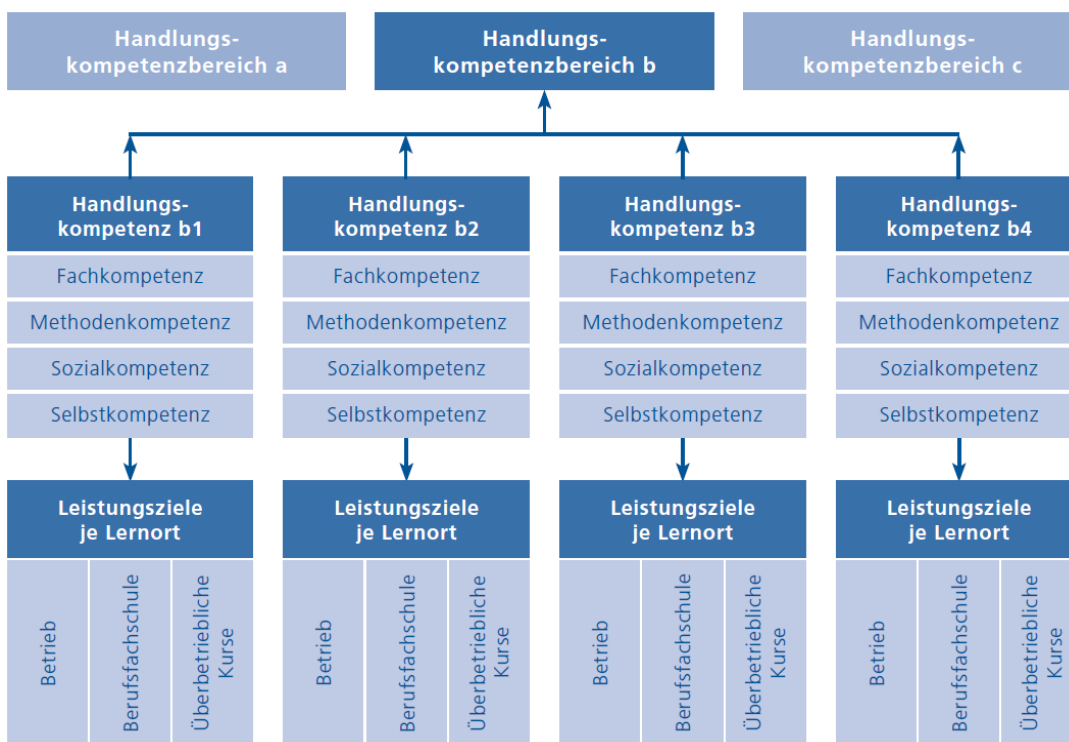 Handlungs-
kompetenzbereich a
Handlungs-
kompetenzbereich b
Handlungs-
kompetenzbereich c
Handlungs-
kompetenz b1
Handlungs-
kompetenz b2
Handlungs-
kompetenz b3
Handlungs-
kompetenz b4
Fachkompetenz
Fachkompetenz
Fachkompetenz
Fachkompetenz
Methodenkompetenz
Methodenkompetenz
Methodenkompetenz
Methodenkompetenz
Sozialkompetenz
Sozialkompetenz
Sozialkompetenz
Sozialkompetenz
Selbstkompetenz
Selbstkompetenz
Selbstkompetenz
Selbstkompetenz
Leistungsziele
je Lernort
Leistungsziele
je Lernort
Leistungsziele
je Lernort
Leistungsziele
je Lernort
Betrieb
Berufsfachschule
Überbetriebliche
Kurse
Betrieb
Berufsfachschule
Überbetriebliche
Kurse
Betrieb
Berufsfachschule
Überbetriebliche
Kurse
Betrieb
Berufsfachschule
Überbetriebliche
Kurse